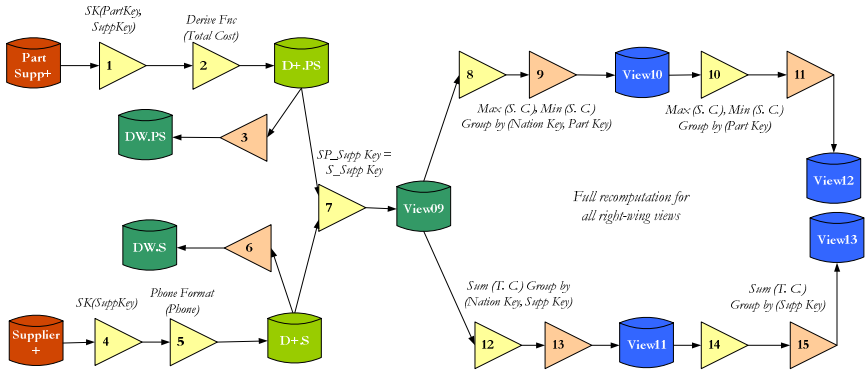 SK(PartKey,
SuppKey)
Derive Fnc
(Total Cost)
Part
Supp+
1
2
D+.PS
DW.PS
3
SP_Supp Key =
S_Supp Key
7
View09
DW.S
6
SK(SuppKey)
Phone Format
(Phone)
Supplier
+
4
5
D+.S
8
9
View10
10
11
Max (S. C.), Min (S. C.)
Group by (Nation Key, Part Key)
Max (S. C.), Min (S. C.)
Group by (Part Key)
View12
Full recomputation for
all right-wing views
View13
Sum (T. C.) Group by
(Nation Key, Supp Key)
Sum (T. C.)
Group by (Supp Key)
12
13
View11
14
15